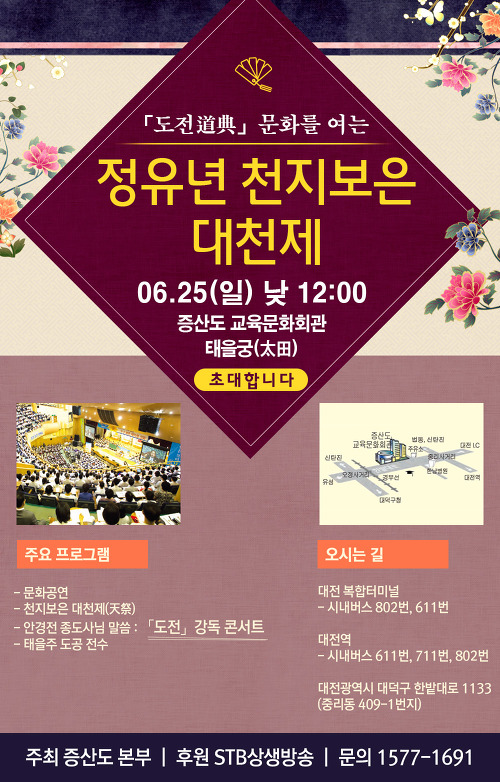 「도전道典」 문화를 여는
정유년 천지보은
대천제
06.25(일) 낮 12:00
증산도 교육문화회관
태을궁(太田)
초대합니다
증산도
교육문화회관
법동, 신탄진
대전 I.C
주유소
신탄진
중리사거리
오정사거리
한남병원
유성
경부선
대전역
대덕구청
주요 프로그램
- 문화공연
- 천지보은 대천제(天祭)
- 안경전 종도사님 말씀 : 「도전」 강독 콘서트
- 태을주 도공 전수
오시는 길
대전 복합터미널
- 시내버스 802번, 611번
대전역
- 시내버스 611번, 711번, 802번
대전광역시 대덕구 한밭대로 1133
(중리동 409-1번지)
주최 증산도 본부 | 후원 STB상생방송 | 문의 1577-1691